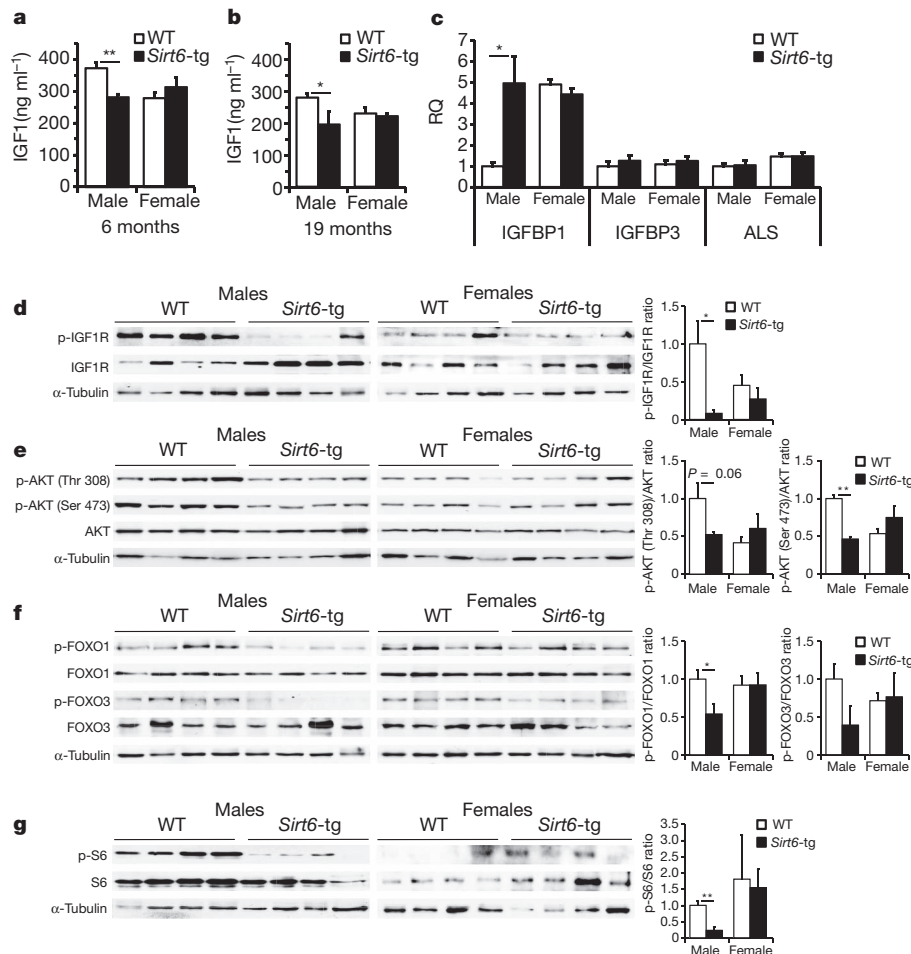 a
WT
Sirt6-tg
IGF1 (ng ml⁻¹)
400
300
200
100
0
**
Male Female
6 months
b
WT
Sirt6-tg
IGF1 (ng ml⁻¹)
400
300
200
100
0
*
Male Female
19 months
c
WT
Sirt6-tg
RQ
7
6
5
4
3
2
1
0
*
Male Female Male Female Male Female
IGFBP1 IGFBP3 ALS
d
Males Females
WT Sirt6-tg WT Sirt6-tg
p-IGF1R
IGF1R
α-Tubulin
p-IGF1R/IGF1R ratio
1.5
1.0
0.5
0
*
WT
Sirt6-tg
Male Female
e
Males Females
WT Sirt6-tg WT Sirt6-tg
p-AKT (Thr 308)
p-AKT (Ser 473)
AKT
α-Tubulin
p-AKT (Thr 308)/AKT ratio
1.5
1.0
0.5
0
P = 0.06
Male Female
p-AKT (Ser 473)/AKT ratio
1.5
1.0
0.5
0
**
WT
Sirt6-tg
Male Female
f
Males Females
WT Sirt6-tg WT Sirt6-tg
p-FOXO1
FOXO1
p-FOXO3
FOXO3
α-Tubulin
p-FOXO1/FOXO1 ratio
1.5
1.0
0.5
0
*
Male Female
p-FOXO3/FOXO3 ratio
1.5
1.0
0.5
0
WT
Sirt6-tg
Male Female
g
Males Females
WT Sirt6-tg WT Sirt6-tg
p-S6
S6
α-Tubulin
p-S6/S6 ratio
3.5
3.0
2.5
2.0
1.5
1.0
0.5
0
**
WT
Sirt6-tg
Male Female